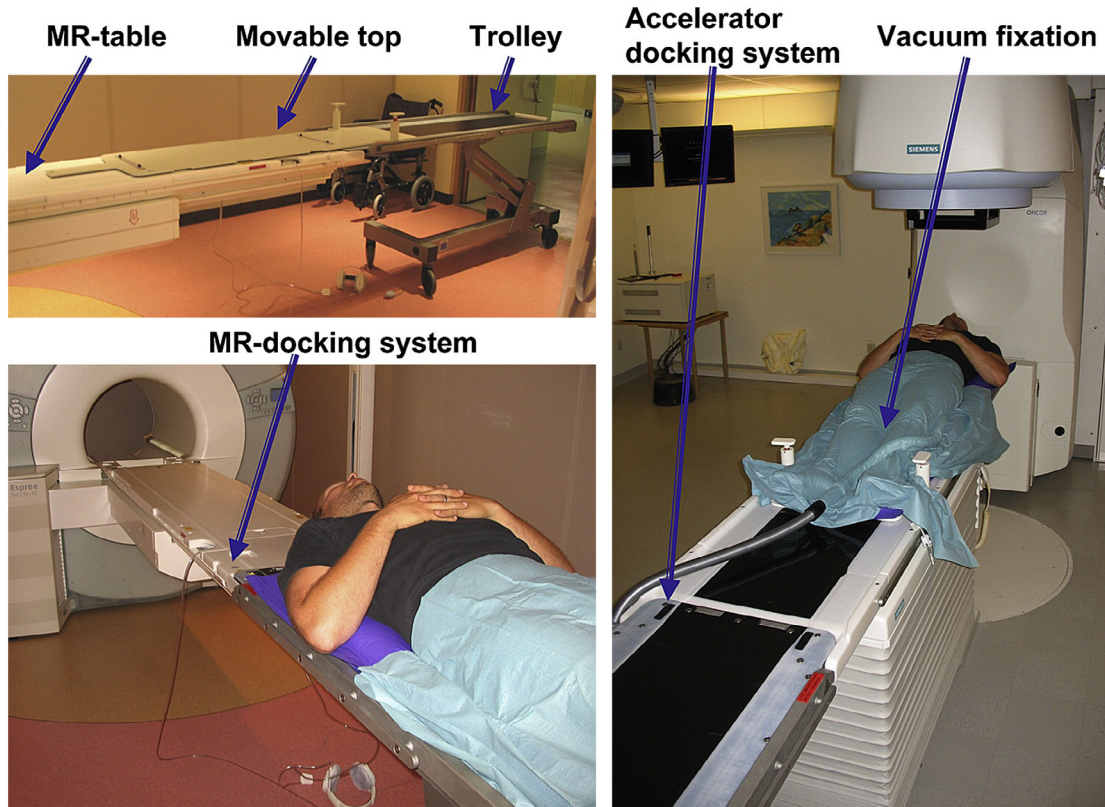 MR-table
Movable top
Trolley
Accelerator
docking system
Vacuum fixation
SIEMENS
ONCOR
MR-docking system
Espree